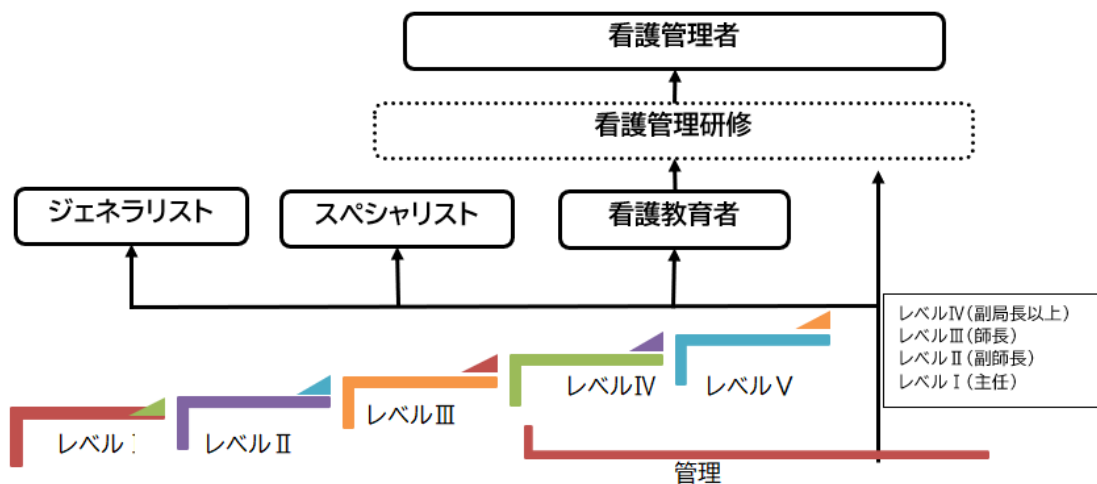 看護管理者
看護管理研修
ジェネラリスト
スペシャリスト
看護教育者
レベルⅣ(副局長以上)
レベルⅢ(師長)
レベルⅡ(副師長)
レベルⅠ(主任)
レベルⅤ
レベルⅣ
レベルⅢ
レベルⅡ
レベル
管理